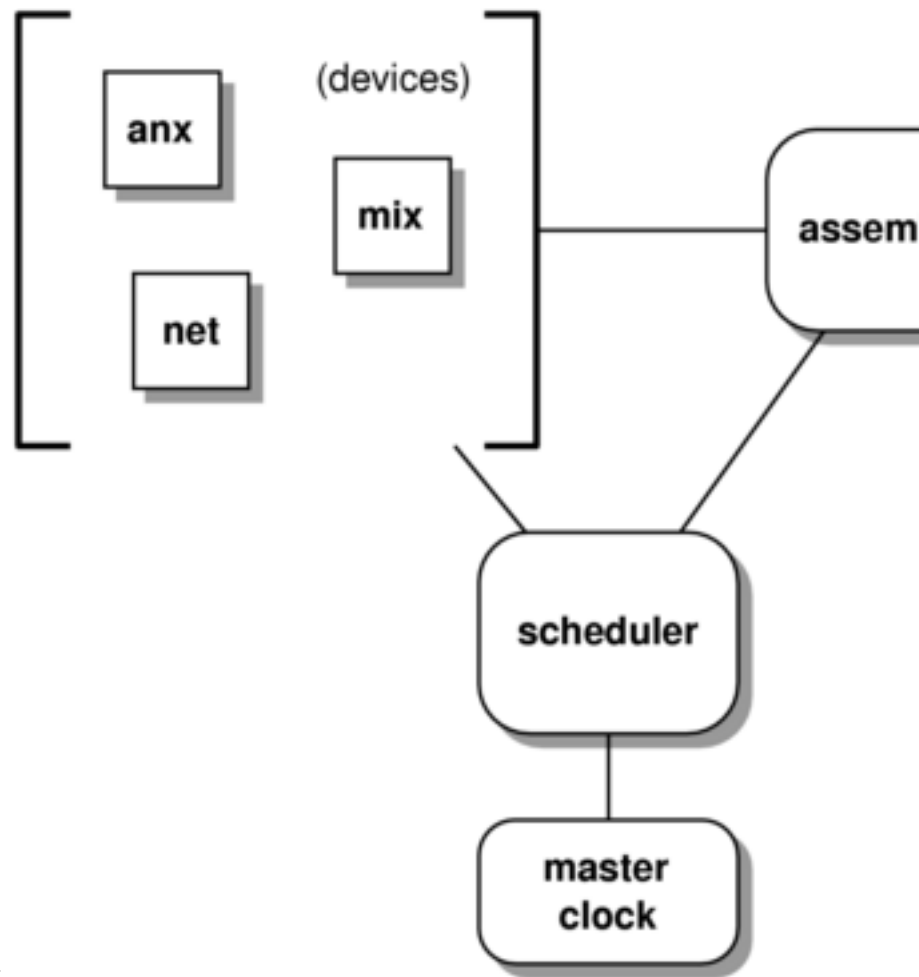 (devices)
anx
mix
assem
net
scheduler
master
clock